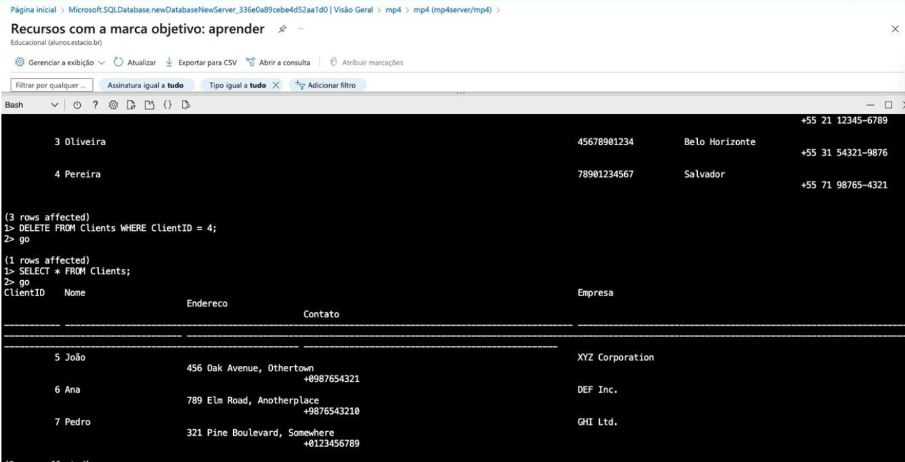 Página inicial > Microsoft.SQLDatabase.newDatabaseNewServer_336e0a89cebe4d52aa1d0 | Visão Geral > mp4 > mp4 (mp4server/mp4) >
Recursos com a marca objetivo: aprender
Educacional (alunos.estacio.br)
Gerenciar a exibição Atualizar Exportar para CSV Abrir a consulta Atribuir marcações
Filtrar por qualquer ... Assinatura igual a tudo Tipo igual a tudo Adicionar filtro
Bash
+55 21 12345-6789
3 Oliveira 45678901234 Belo Horizonte
+55 31 54321-9876
4 Pereira 78901234567 Salvador
+55 71 98765-4321
(3 rows affected)
1> DELETE FROM Clients WHERE ClientID = 4;
2> go
(1 rows affected)
1> SELECT * FROM Clients;
2> go
ClientID Nome Empresa
Endereco
Contato
5 João XYZ Corporation
456 Oak Avenue, Othertown
+0987654321
6 Ana DEF Inc.
789 Elm Road, Anotherplace
+9876543210
7 Pedro GHI Ltd.
321 Pine Boulevard, Somewhere
+0123456789